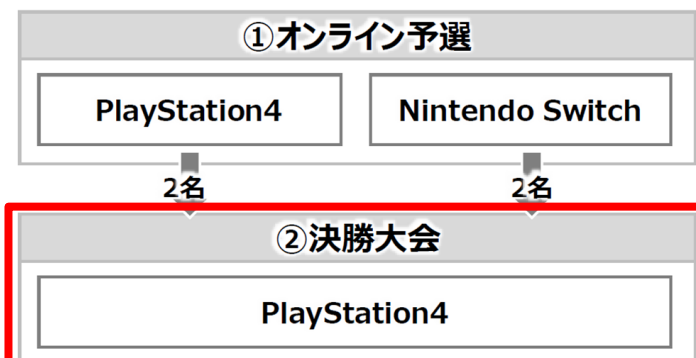 ①オンライン予選
PlayStation4
Nintendo Switch
2名
2名
②決勝大会
PlayStation4